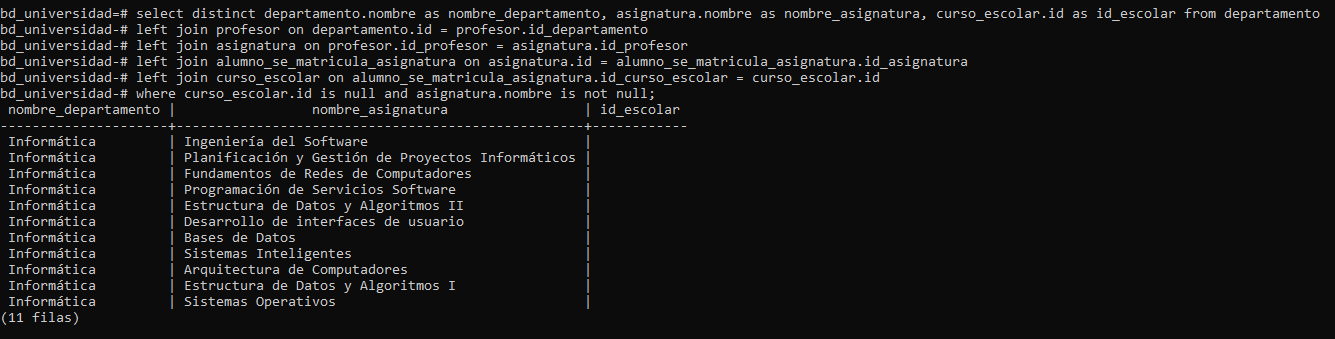 bd_universidad=# select distinct departamento.nombre as nombre_departamento, asignatura.nombre as nombre_asignatura, curso_escolar.id as id_escolar from departamento
bd_universidad-# left join profesor on departamento.id = profesor.id_departamento
bd_universidad-# left join asignatura on profesor.id_profesor = asignatura.id_profesor
bd_universidad-# left join alumno_se_matricula_asignatura on asignatura.id = alumno_se_matricula_asignatura.id_asignatura
bd_universidad-# left join curso_escolar on alumno_se_matricula_asignatura.id_curso_escolar = curso_escolar.id
bd_universidad-# where curso_escolar.id is null and asignatura.nombre is not null;
 nombre_departamento |                 nombre_asignatura                 | id_escolar
---------------------+---------------------------------------------------+------------
 Informática         | Ingeniería del Software                           |
 Informática         | Planificación y Gestión de Proyectos Informáticos |
 Informática         | Fundamentos de Redes de Computadores              |
 Informática         | Programación de Servicios Software                |
 Informática         | Estructura de Datos y Algoritmos II               |
 Informática         | Desarrollo de interfaces de usuario               |
 Informática         | Bases de Datos                                    |
 Informática         | Sistemas Inteligentes                             |
 Informática         | Arquitectura de Computadores                      |
 Informática         | Estructura de Datos y Algoritmos I                |
 Informática         | Sistemas Operativos                               |
(11 filas)